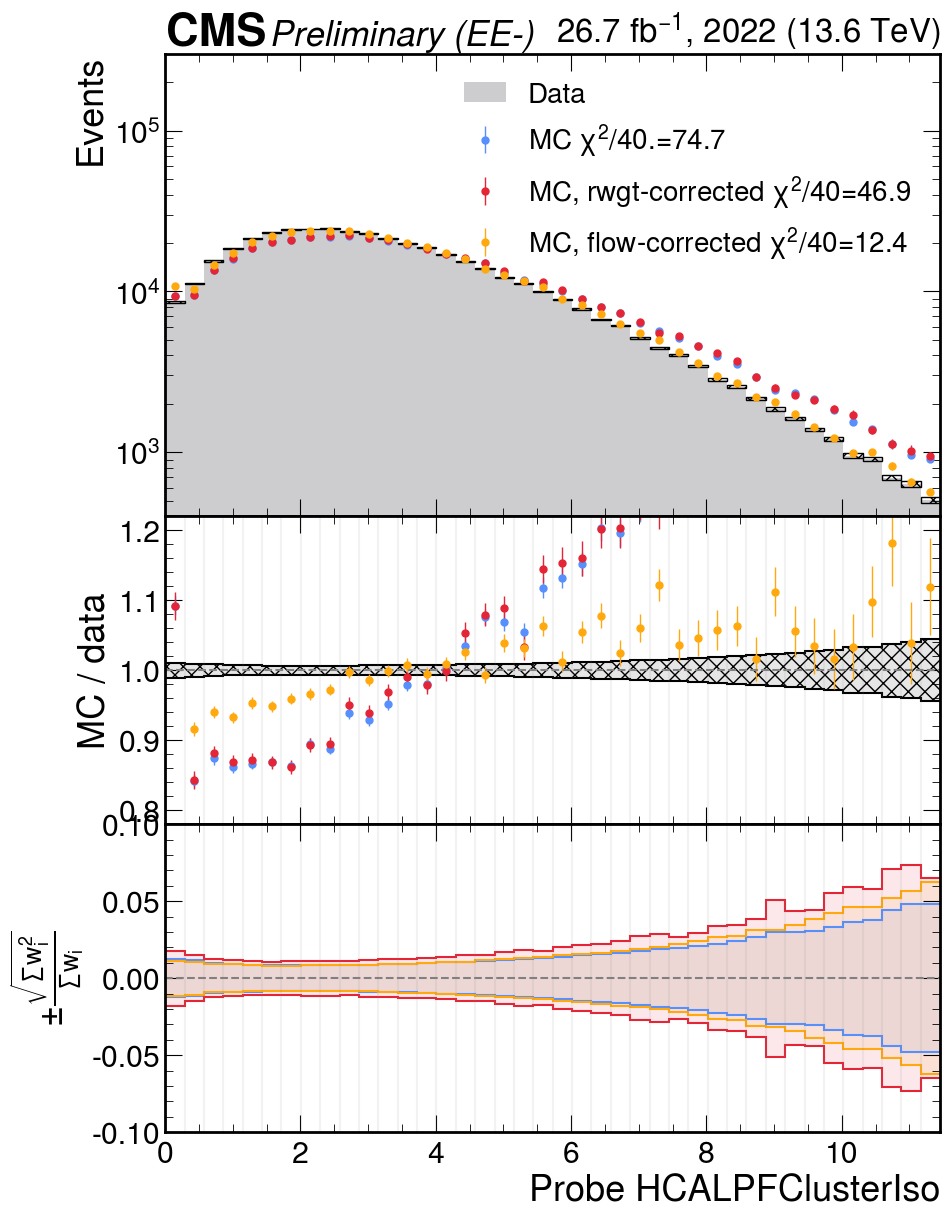 CMS Preliminary (EE-) 26.7 fb⁻¹, 2022 (13.6 TeV)
Events
10⁵
10⁴
10³
Data
MC χ²/40.=74.7
MC, rwgt-corrected χ²/40=46.9
MC, flow-corrected χ²/40=12.4
MC / data
1.2
1.1
1.0
0.9
0.8
±√Σwᵢ²/Σwᵢ
0.10
0.05
0.00
-0.05
-0.10
0 2 4 6 8 10
Probe HCALPFClusterIso